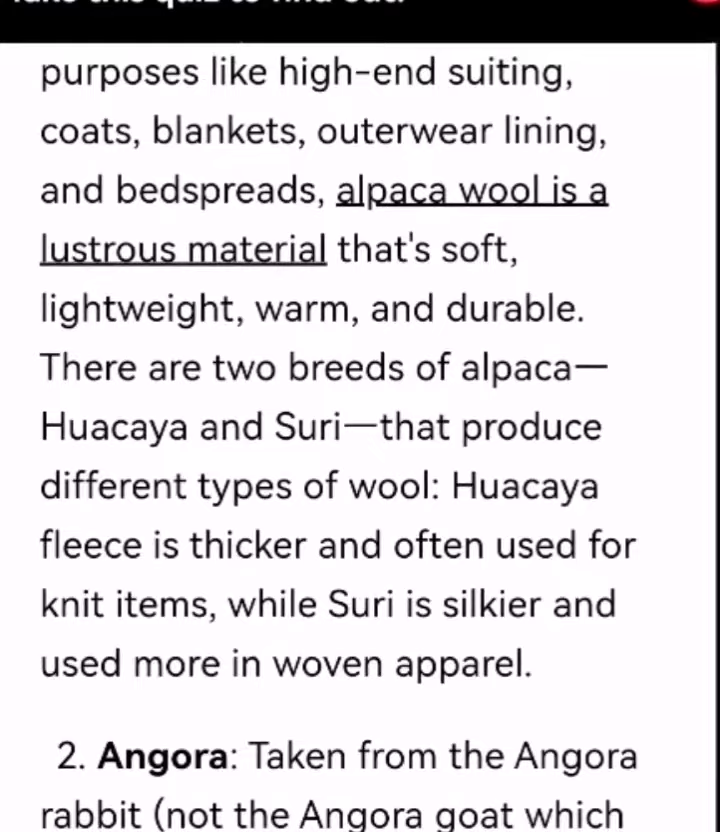 purposes like high-end suiting,
coats, blankets, outerwear lining,
and bedspreads, alpaca wool is a
lustrous material that's soft,
lightweight, warm, and durable.
There are two breeds of alpaca—
Huacaya and Suri—that produce
different types of wool: Huacaya
fleece is thicker and often used for
knit items, while Suri is silkier and
used more in woven apparel.
2. Angora: Taken from the Angora
rabbit (not the Angora goat which